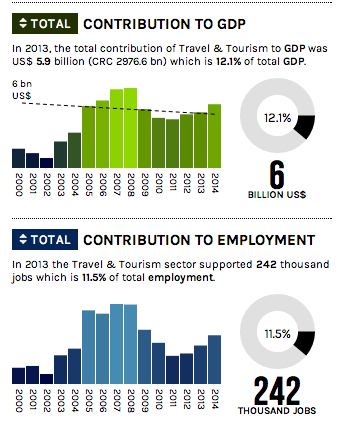 TOTAL CONTRIBUTION TO GDP
In 2013, the total contribution of Travel & Tourism to GDP was
US$ 5.9 billion (CRC 2976.6 bn) which is 12.1% of total GDP.
6 bn
US$
2000 2001 2002 2003 2004 2005 2006 2007 2008 2009 2010 2011 2012 2013 2014
12.1%
6
BILLION US$
TOTAL CONTRIBUTION TO EMPLOYMENT
In 2013 the Travel & Tourism sector supported 242 thousand
jobs which is 11.5% of total employment.
2000 2001 2002 2003 2004 2005 2006 2007 2008 2009 2010 2011 2012 2013 2014
11.5%
242
THOUSAND JOBS